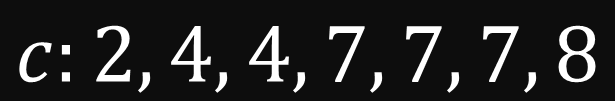 c: 2, 4, 4, 7, 7, 7, 8